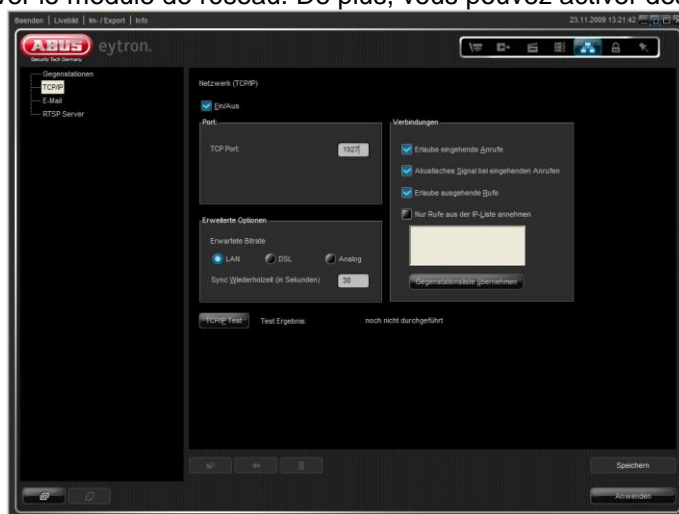 ver le module de réseau. De plus, vous pouvez activer des
Beenden | Livebild | Im- / Export | Info
23.11.2009 13:21:42
ABUS eytron.
Security Tech Germany
Gegenstationen
TCP/IP
E-Mail
RTSP Server
Netzwerk (TCP/IP)
Ein/Aus
Port:
TCP Port:
1927
Verbindungen
Erlaube eingehende Anrufe
Akustisches Signal bei eingehenden Anrufen
Erlaube ausgehende Rufe
Nur Rufe aus der IP-Liste annehmen
Gegenstationsliste übernehmen
Erweiterte Optionen
Erwartete Bitrate
LAN
DSL
Analog
Sync Wiederholzeit (in Sekunden)
30
TCP/IP Test
Test Ergebnis:
noch nicht durchgeführt
Speichern
Anwenden